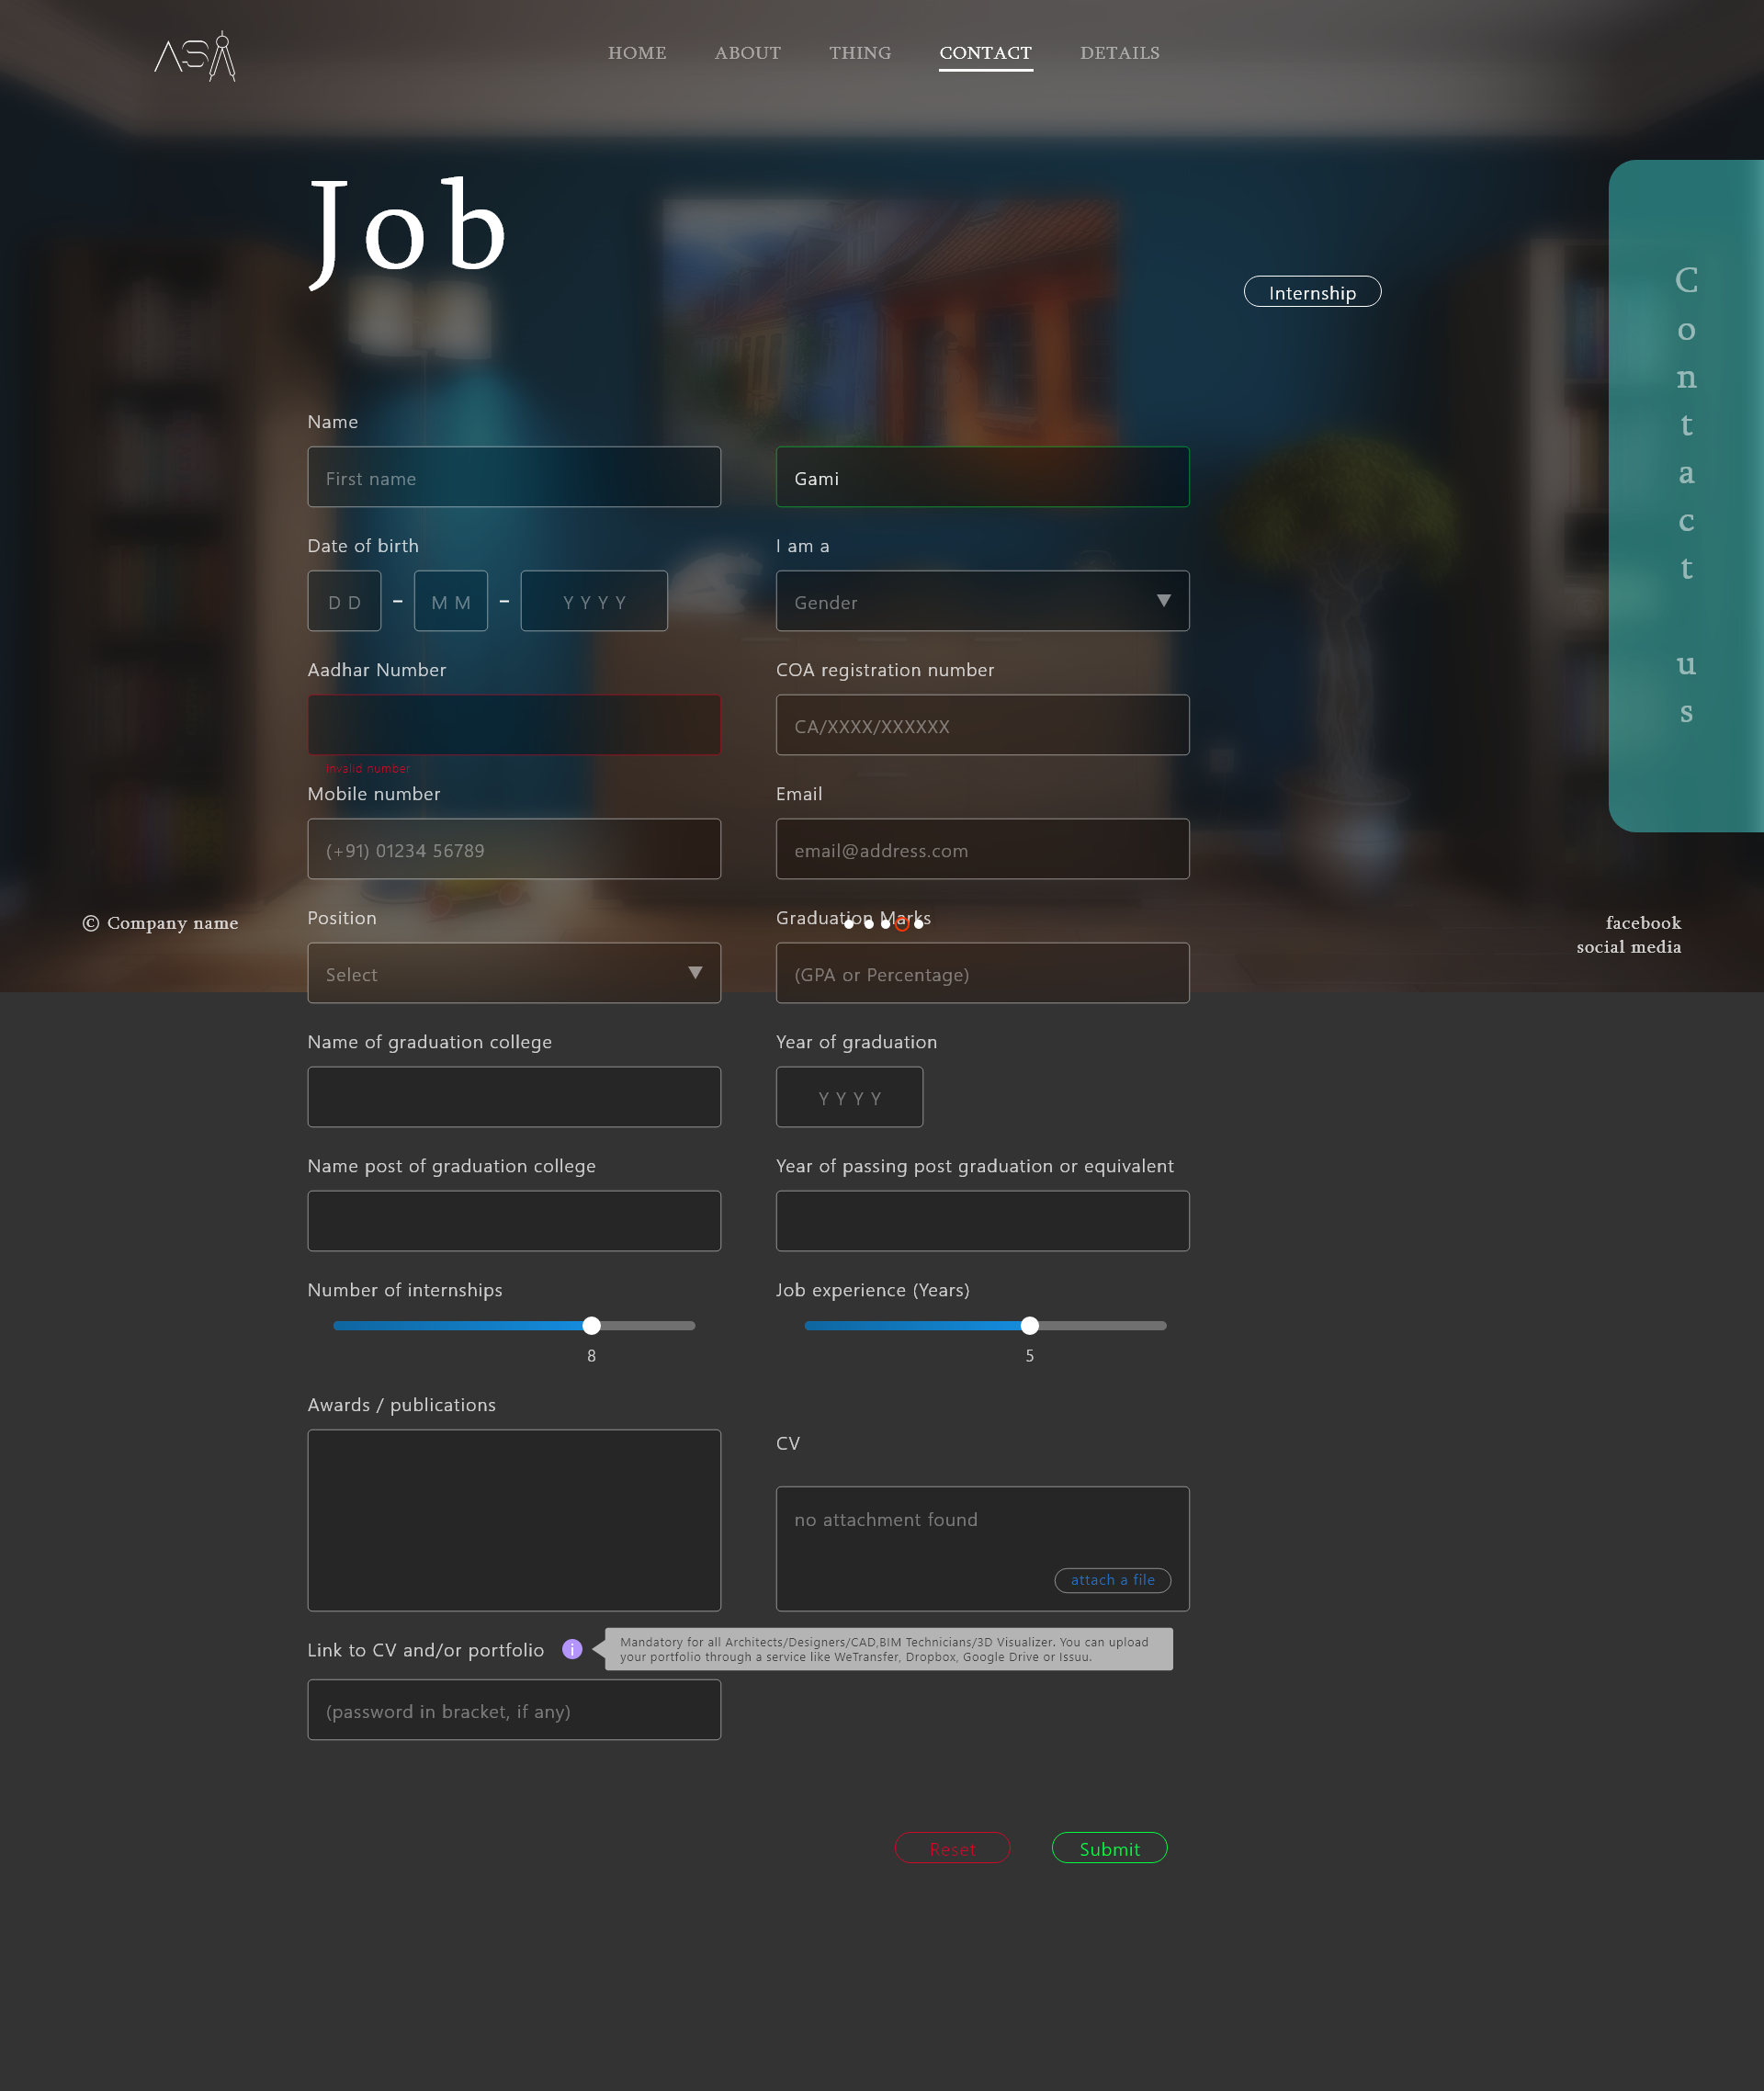 ASA
HOME ABOUT THING CONTACT DETAILS
Job
Internship
Contact us
Name
First name
Gami
Date of birth
I am a
D D - M M - Y Y Y Y
Gender
Aadhar Number
COA registration number
CA/XXXX/XXXXXX
invalid number
Mobile number
Email
(+91) 01234 56789
email@address.com
© Company name
Position
Graduation Marks
facebook
social media
Select
(GPA or Percentage)
Name of graduation college
Year of graduation
Y Y Y Y
Name post of graduation college
Year of passing post graduation or equivalent
Number of internships
Job experience (Years)
8
5
Awards / publications
CV
no attachment found
attach a file
Link to CV and/or portfolio
i
Mandatory for all Architects/Designers/CAD,BIM Technicians/3D Visualizer. You can upload
your portfolio through a service like WeTransfer, Dropbox, Google Drive or Issuu.
(password in bracket, if any)
Reset
Submit